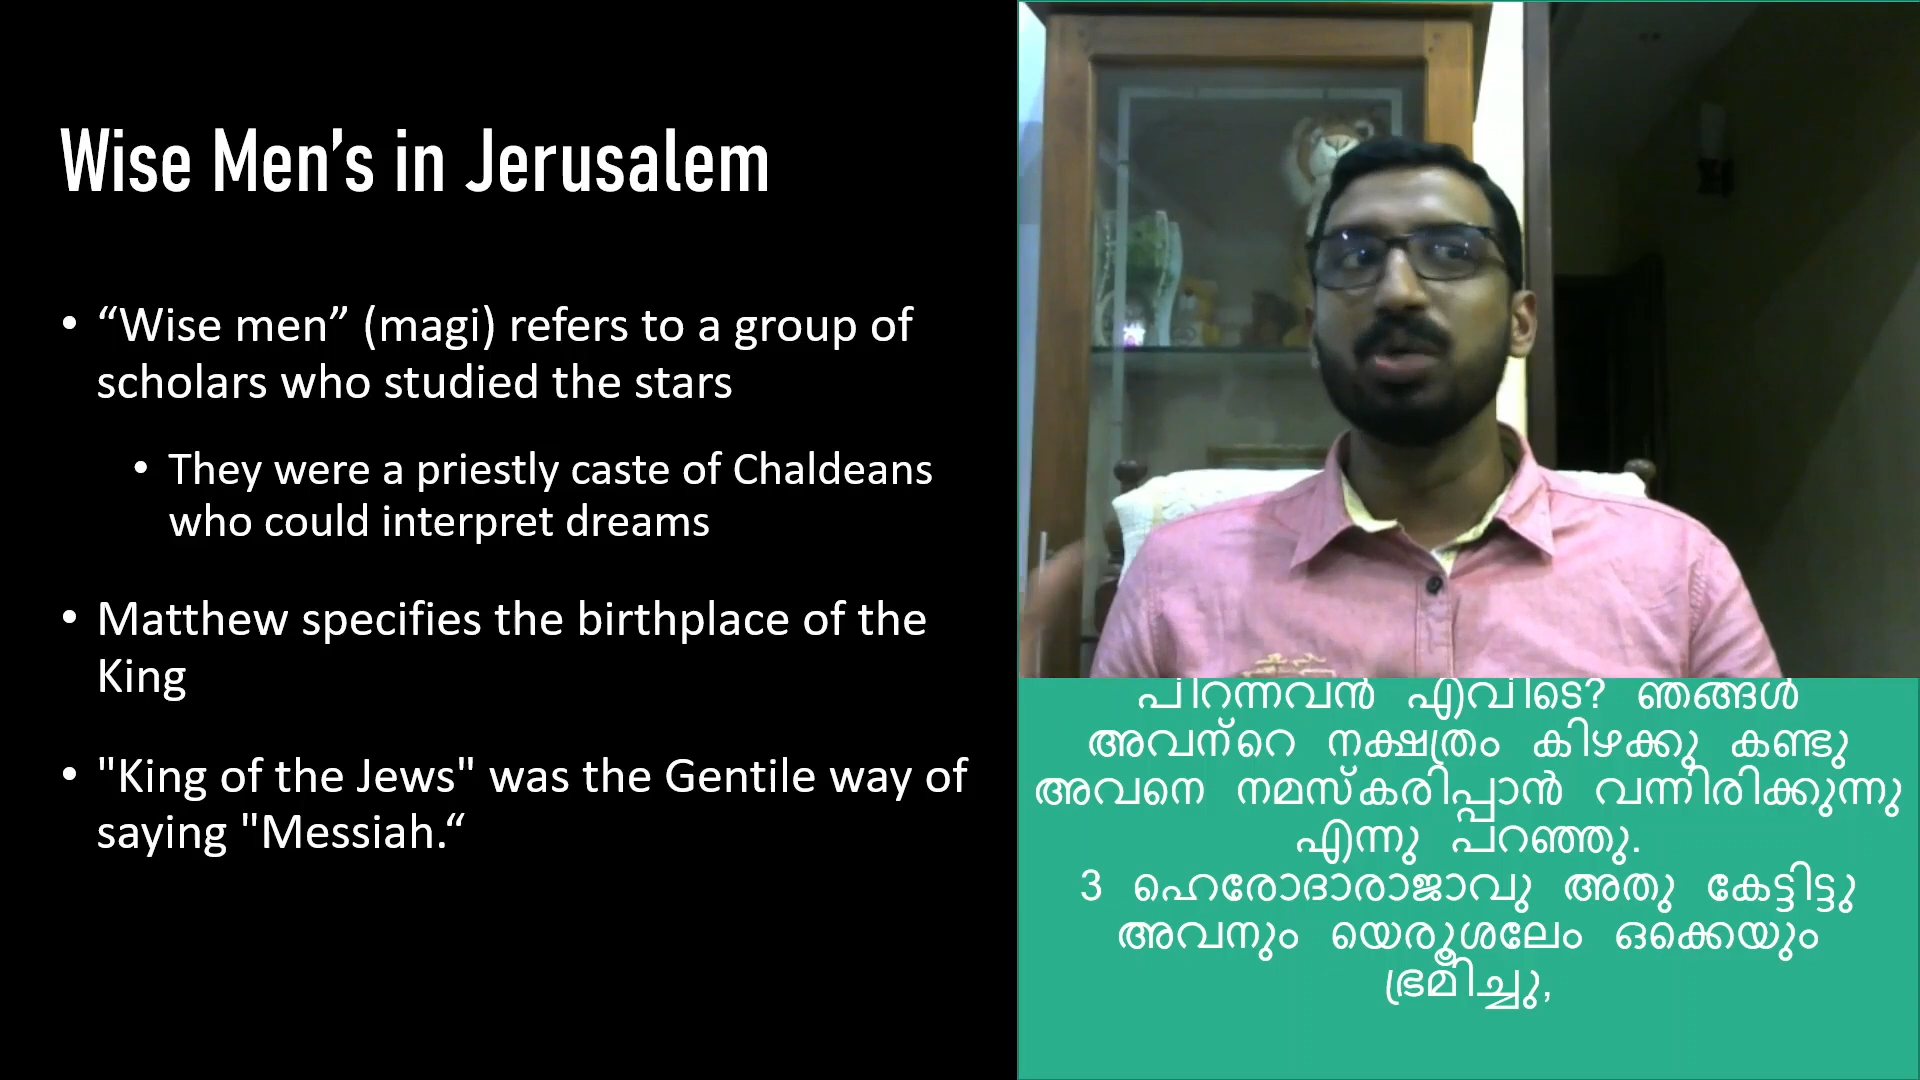 Wise Men’s in Jerusalem
• “Wise men” (magi) refers to a group of
scholars who studied the stars
• They were a priestly caste of Chaldeans
who could interpret dreams
• Matthew specifies the birthplace of the
King
• "King of the Jews" was the Gentile way of
saying "Messiah.“
പിറന്നവൻ എവിടെ? ഞങ്ങൾ
അവന്റെ നക്ഷത്രം കിഴക്കു കണ്ടു
അവനെ നമസ്കരിപ്പാൻ വന്നിരിക്കുന്നു
എന്നു പറഞ്ഞു.
3 ഹെരോദാരാജാവു അതു കേട്ടിട്ടു
അവനും യെരൂശലേം ഒക്കെയും
ഭ്രമിച്ചു,